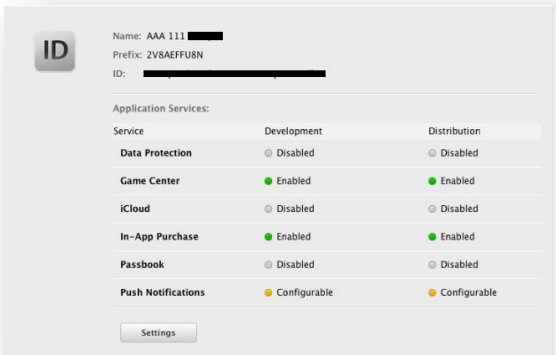 ID
Name: AAA 111
Prefix: 2V8AEFFU8N
ID:
Application Services:
Service Development Distribution
Data Protection Disabled Disabled
Game Center Enabled Enabled
iCloud Disabled Disabled
In-App Purchase Enabled Enabled
Passbook Disabled Disabled
Push Notifications Configurable Configurable
Settings